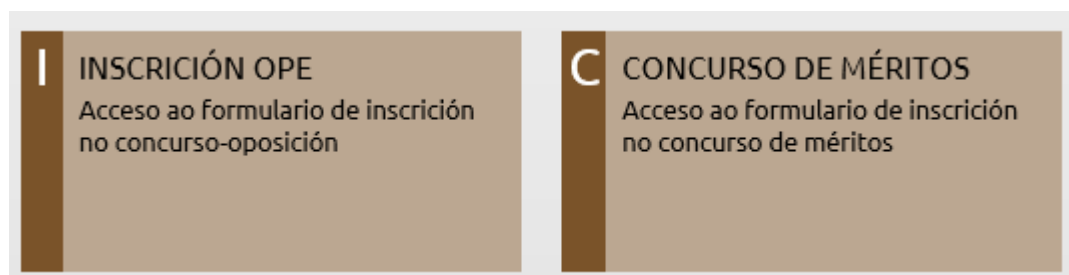 I
INSCRICIÓN OPE
Acceso ao formulario de inscrición
no concurso-oposición
C
CONCURSO DE MÉRITOS
Acceso ao formulario de inscrición
no concurso de méritos